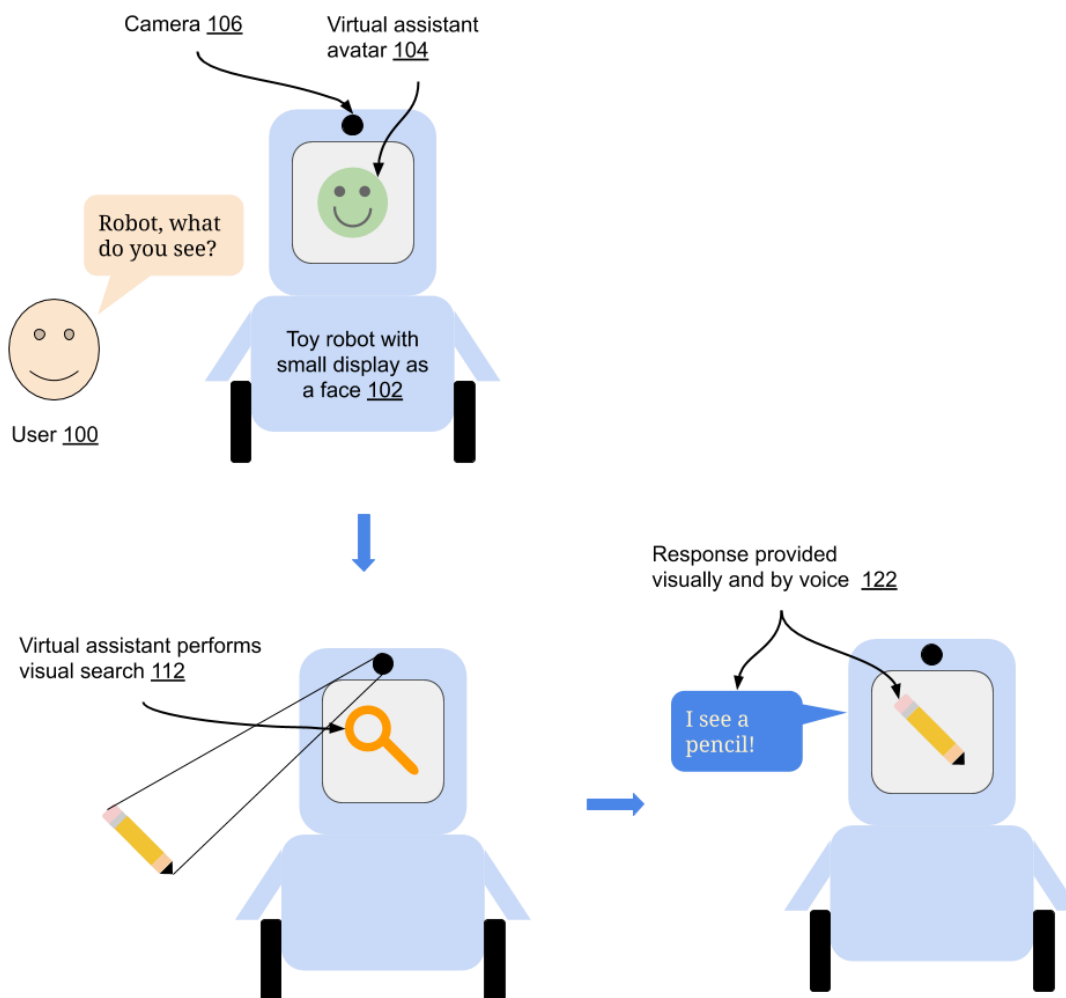 Camera 106
Virtual assistant
avatar 104
Robot, what
do you see?
Toy robot with
small display as
a face 102
User 100
Response provided
visually and by voice 122
Virtual assistant performs
visual search 112
I see a
pencil!